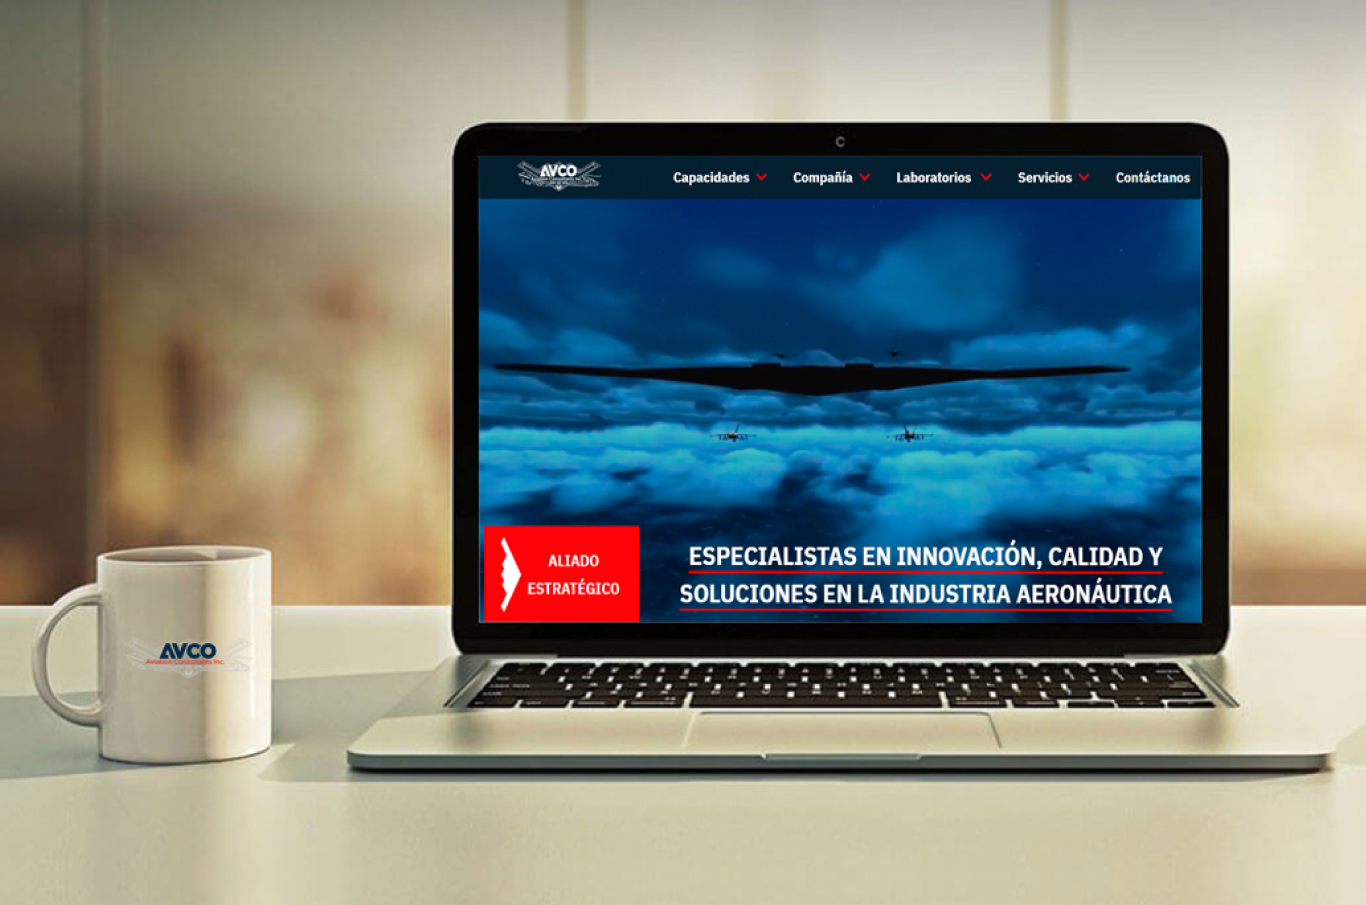 AVCO
Capacidades
Compañía
Laboratorios
Servicios
Contáctanos
ALIADO
ESTRATÉGICO
ESPECIALISTAS EN INNOVACIÓN, CALIDAD Y
SOLUCIONES EN LA INDUSTRIA AERONÁUTICA
AVCO
Aviation Consultants Inc.